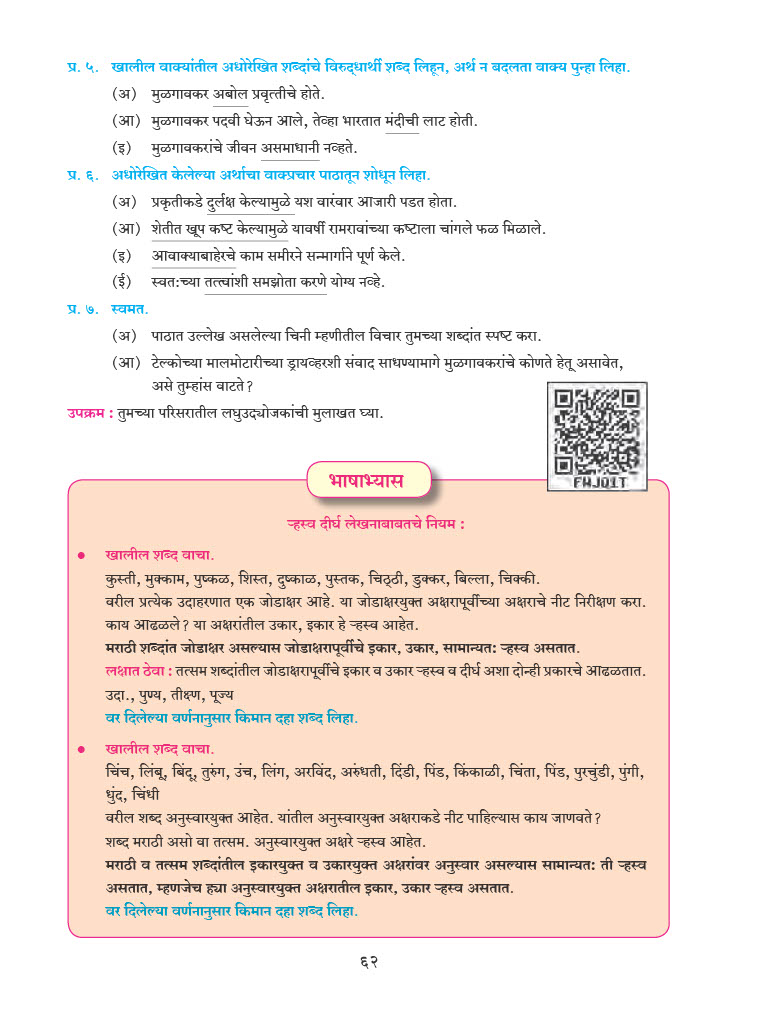 प्र. ५. खालील वाक्यांतील अधोरेखित शब्दांचे विरुद्धार्थी शब्द लिहून, अर्थ न बदलता वाक्य पुन्हा लिहा.
(अ) मुळगावकर अबोल प्रवृत्तीचे होते.
(आ) मुळगावकर पदवी घेऊन आले, तेव्हा भारतात मंदीची लाट होती.
(इ) मुळगावकरांचे जीवन असमाधानी नव्हते.
प्र. ६. अधोरेखित केलेल्या अर्थाचा वाक्प्रचार पाठातून शोधून लिहा.
(अ) प्रकृतीकडे दुर्लक्ष केल्यामुळे यश वारंवार आजारी पडत होता.
(आ) शेतीत खूप कष्ट केल्यामुळे यावर्षी रामरावांच्या कष्टाला चांगले फळ मिळाले.
(इ) आवाक्याबाहेरचे काम समीरने सन्मार्गाने पूर्ण केले.
(ई) स्वत:च्या तत्त्वांशी समझोता करणे योग्य नव्हे.
प्र. ७. स्वमत.
(अ) पाठात उल्लेख असलेल्या चिनी म्हणीतील विचार तुमच्या शब्दांत स्पष्ट करा.
(आ) टेल्कोच्या मालमोटारीच्या ड्रायव्हरशी संवाद साधण्यामागे मुळगावकरांचे कोणते हेतू असावेत,
असे तुम्हांस वाटते?
उपक्रम : तुमच्या परिसरातील लघुउद्योजकांची मुलाखत घ्या.
FWJQ1T
भाषाभ्यास
ऱ्हस्व दीर्घ लेखनाबाबतचे नियम :
● खालील शब्द वाचा.
कुस्ती, मुक्काम, पुष्कळ, शिस्त, दुष्काळ, पुस्तक, चिठ्ठी, डुक्कर, बिल्ला, चिक्की.
वरील प्रत्येक उदाहरणात एक जोडाक्षर आहे. या जोडाक्षरयुक्त अक्षरापूर्वीच्या अक्षराचे नीट निरीक्षण करा.
काय आढळले? या अक्षरांतील उकार, इकार हे ऱ्हस्व आहेत.
मराठी शब्दांत जोडाक्षर असल्यास जोडाक्षरापूर्वीचे इकार, उकार, सामान्यत: ऱ्हस्व असतात.
लक्षात ठेवा : तत्सम शब्दांतील जोडाक्षरापूर्वीचे इकार व उकार ऱ्हस्व व दीर्घ अशा दोन्ही प्रकारचे आढळतात.
उदा., पुण्य, तीक्ष्ण, पूज्य
वर दिलेल्या वर्णनानुसार किमान दहा शब्द लिहा.
● खालील शब्द वाचा.
चिंच, लिंबू, बिंदू, तुरुंग, उंच, लिंग, अरविंद, अरुंधती, दिंडी, पिंड, किंकाळी, चिंता, पिंड, पुरचुंडी, पुंगी,
धुंद, चिंधी
वरील शब्द अनुस्वारयुक्त आहेत. यांतील अनुस्वारयुक्त अक्षराकडे नीट पाहिल्यास काय जाणवते?
शब्द मराठी असो वा तत्सम. अनुस्वारयुक्त अक्षरे ऱ्हस्व आहेत.
मराठी व तत्सम शब्दांतील इकारयुक्त व उकारयुक्त अक्षरांवर अनुस्वार असल्यास सामान्यत: ती ऱ्हस्व
असतात, म्हणजेच ह्या अनुस्वारयुक्त अक्षरातील इकार, उकार ऱ्हस्व असतात.
वर दिलेल्या वर्णनानुसार किमान दहा शब्द लिहा.
६२